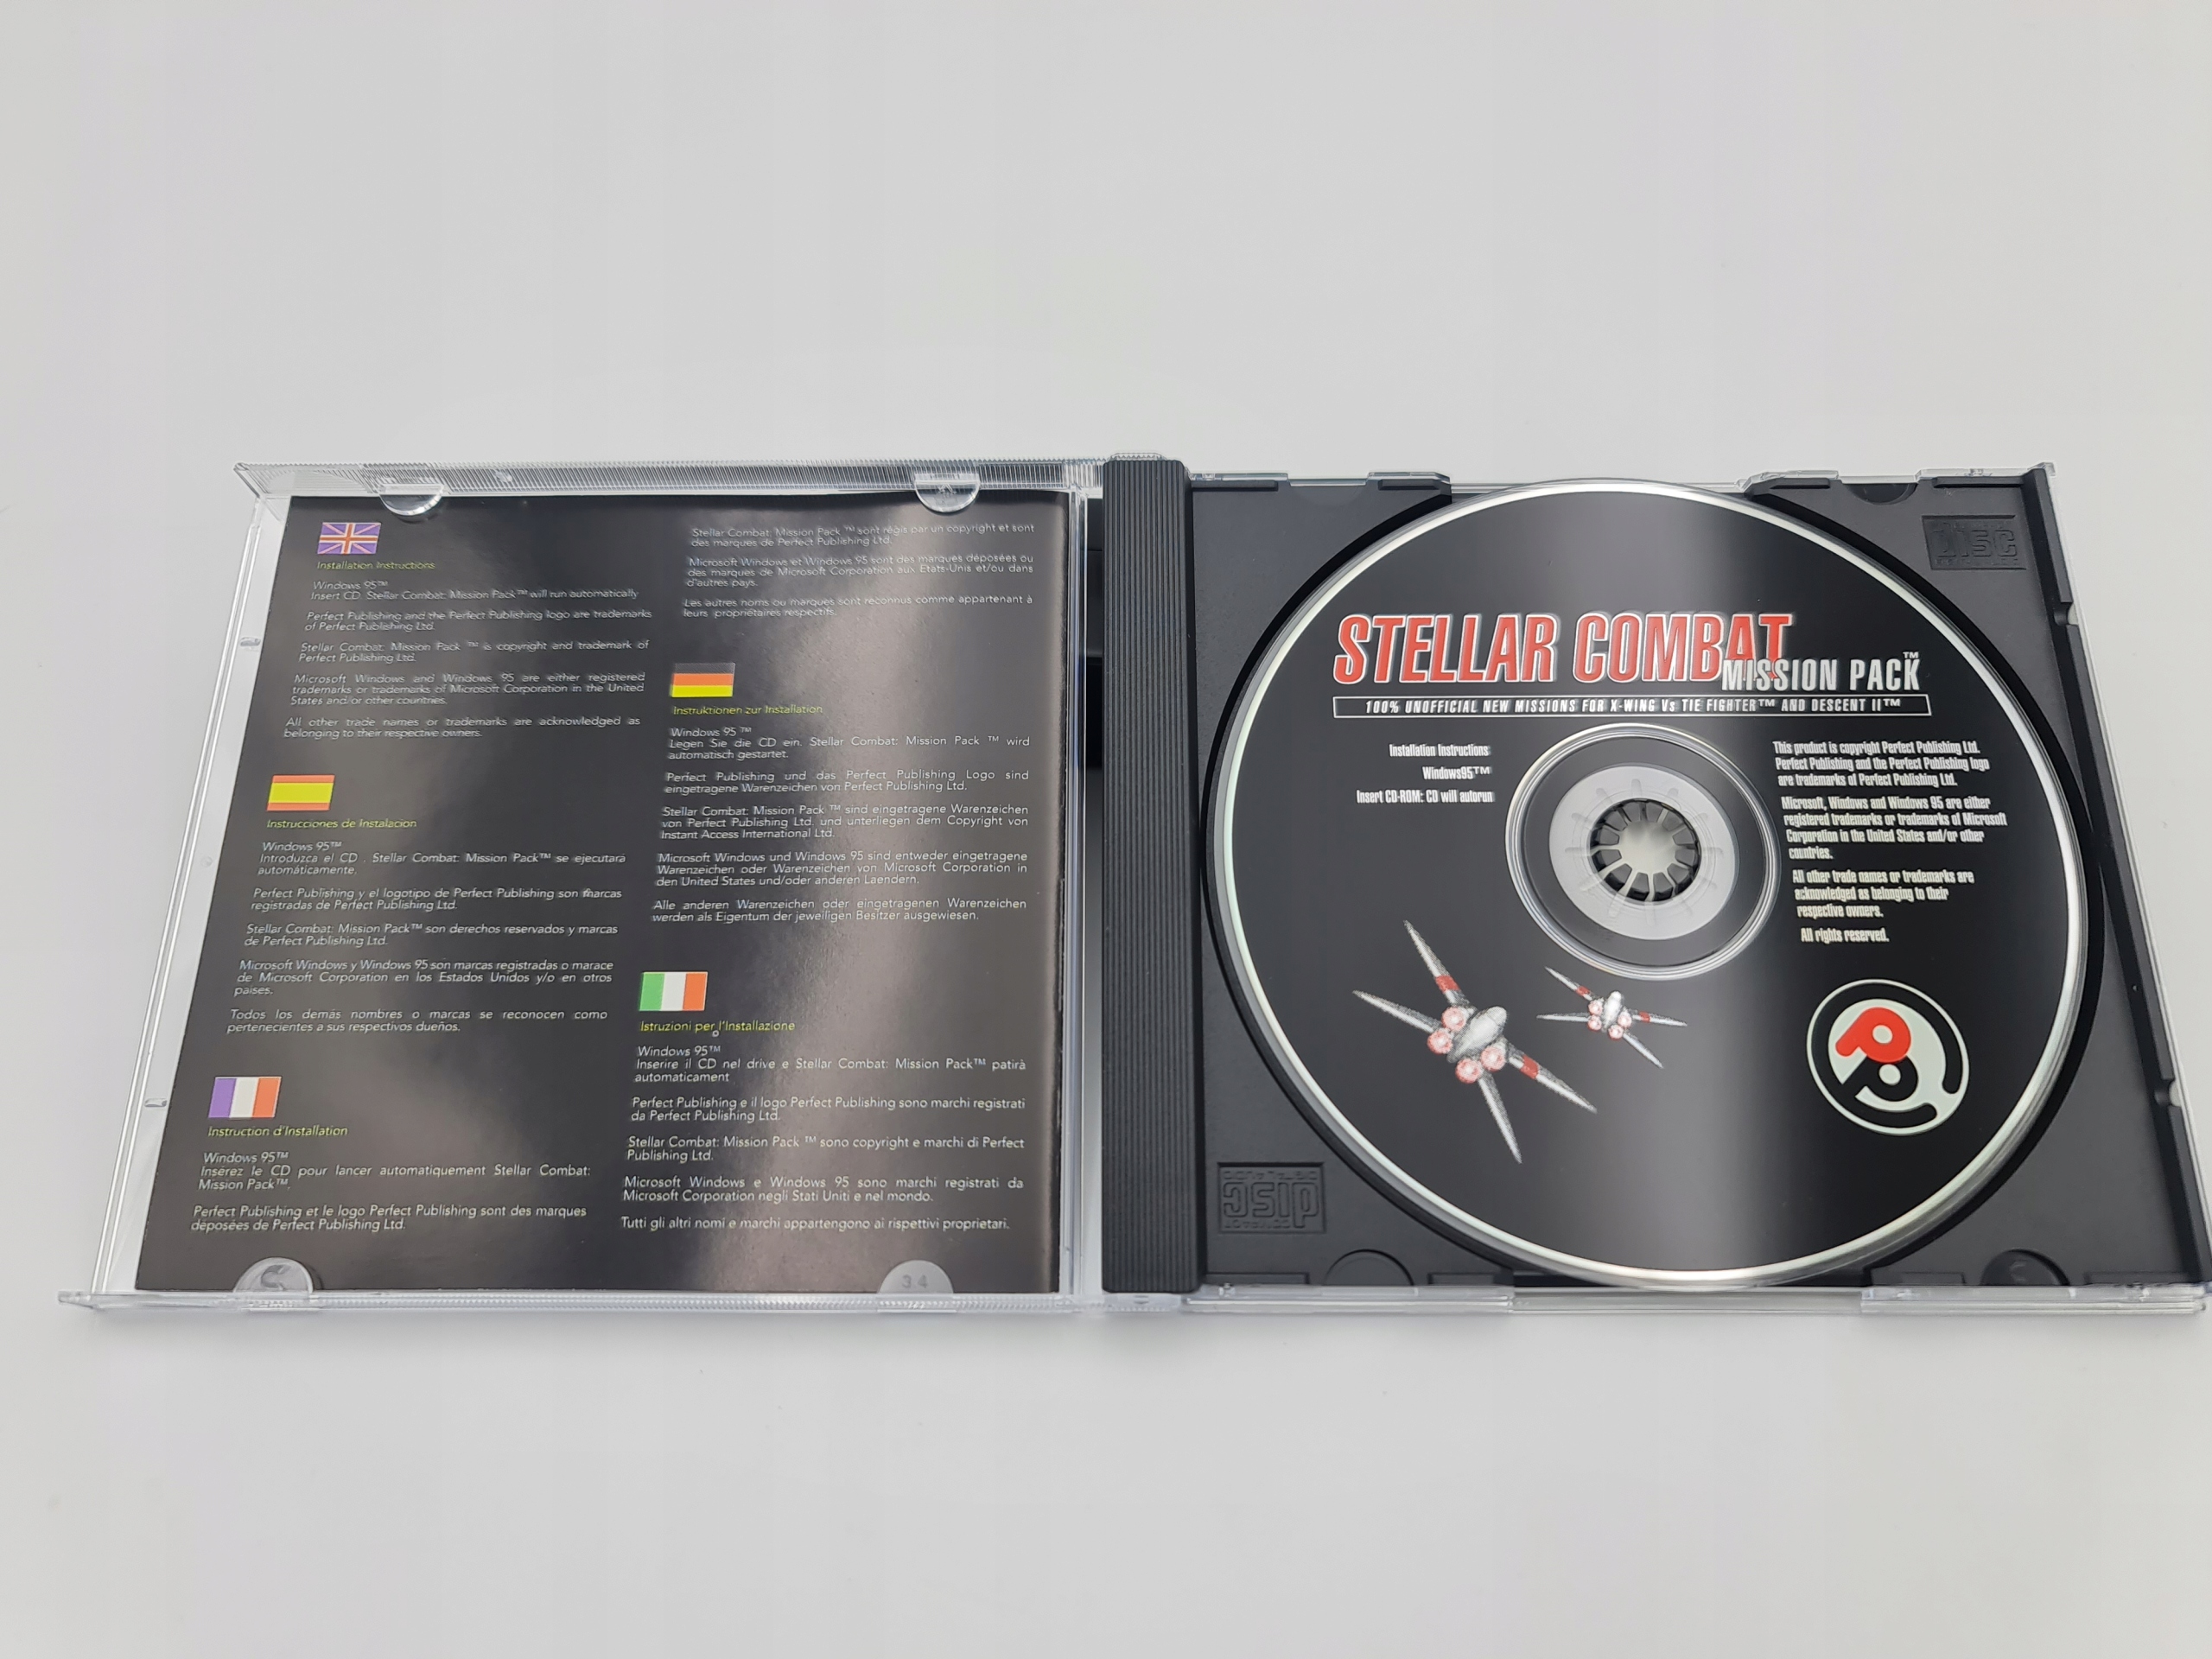 Installation Instructions
Windows 95™
Insert CD. Stellar Combat: Mission Pack™ will run automatically
Perfect Publishing and the Perfect Publishing logo are trademarks
of Perfect Publishing Ltd.
Stellar Combat: Mission Pack ™ is copyright and trademark of
Perfect Publishing Ltd.
Microsoft Windows and Windows 95 are either registered
trademarks or trademarks of Microsoft Corporation in the United
States and/or other countries.
All other trade names or trademarks are acknowledged as
belonging to their respective owners.
Instrucciones de Instalacion
Windows 95™
Introduzca el CD . Stellar Combat: Mission Pack™ se ejecutará
automáticamente.
Perfect Publishing y el logotipo de Perfect Publishing son marcas
registradas de Perfect Publishing Ltd.
Stellar Combat: Mission Pack™ son derechos reservados y marcas
de Perfect Publishing Ltd.
Microsoft Windows y Windows 95 son marcas registradas o marace
de Microsoft Corporation en los Estados Unidos y/o en otros
paises.
Todos los demás nombres o marcas se reconocen como
pertenecientes a sus respectivos dueños.
Instruction d'Installation
Windows 95™
Insérez le CD pour lancer automatiquement Stellar Combat:
Mission Pack™.
Perfect Publishing et le logo Perfect Publishing sont des marques
déposées de Perfect Publishing Ltd.
Stellar Combat: Mission Pack ™ sont régis par un copyright et sont
des marques de Perfect Publishing Ltd.
Microsoft Windows et Windows 95 sont des marques déposées ou
des marques de Microsoft Corporation aux Etats-Unis et/ou dans
d'autres pays.
Les autres noms ou marques sont reconnus comme appartenant à
leurs propriétaires respectifs.
Instruktionen zur Installation
Windows 95 ™
Legen Sie die CD ein. Stellar Combat: Mission Pack ™ wird
automatisch gestartet.
Perfect Publishing und das Perfect Publishing Logo sind
eingetragene Warenzeichen von Perfect Publishing Ltd.
Stellar Combat: Mission Pack ™ sind eingetragene Warenzeichen
von Perfect Publishing Ltd. und unterliegen dem Copyright von
Instant Access International Ltd.
Microsoft Windows und Windows 95 sind entweder eingetragene
Warenzeichen oder Warenzeichen von Microsoft Corporation in
den United States und/oder anderen Laendern.
Alle anderen Warenzeichen oder eingetragenen Warenzeichen
werden als Eigentum der jeweiligen Besitzer ausgewiesen.
Istruzioni per l'Installazione
Windows 95™
Inserire il CD nel drive e Stellar Combat: Mission Pack™ patirà
automaticament
Perfect Publishing e il logo Perfect Publishing sono marchi registrati
da Perfect Publishing Ltd.
Stellar Combat: Mission Pack ™ sono copyright e marchi di Perfect
Publishing Ltd.
Microsoft Windows e Windows 95 sono marchi registrati da
Microsoft Corporation negli Stati Uniti e nel mondo.
Tutti gli altri nomi e marchi appartengono ai rispettivi proprietari.
34
STELLAR COMBAT
MISSION PACK™
100% UNOFFICIAL NEW MISSIONS FOR X-WING Vs TIE FIGHTER™ AND DESCENT II™
Installation Instructions
Windows95™
Insert CD-ROM: CD will autorun
This product is copyright Perfect Publishing Ltd.
Perfect Publishing and the Perfect Publishing logo
are trademarks of Perfect Publishing Ltd.
Microsoft, Windows and Windows 95 are either
registered trademarks or trademarks of Microsoft
Corporation in the United States and/or other
countries.
All other trade names or trademarks are
acknowledged as belonging to their
respective owners.
All rights reserved.
disc
disc